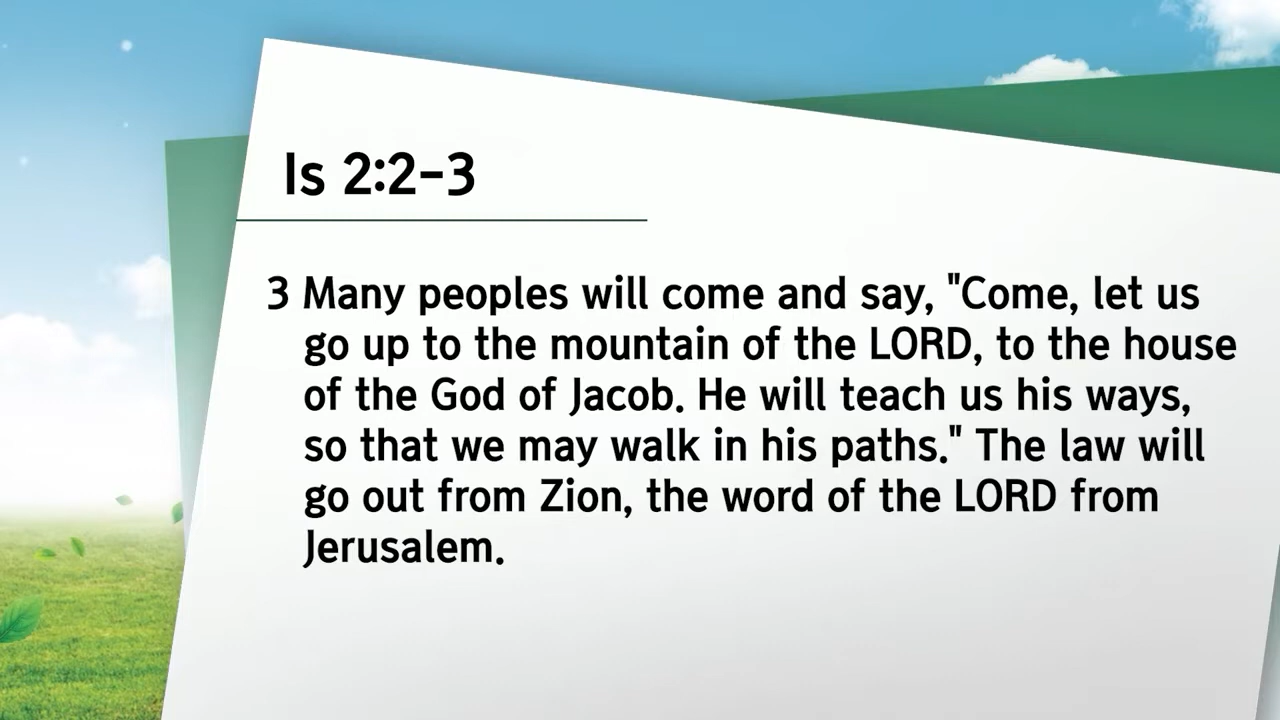 Is 2:2-3
3 Many peoples will come and say, "Come, let us
go up to the mountain of the LORD, to the house
of the God of Jacob. He will teach us his ways,
so that we may walk in his paths." The law will
go out from Zion, the word of the LORD from
Jerusalem.